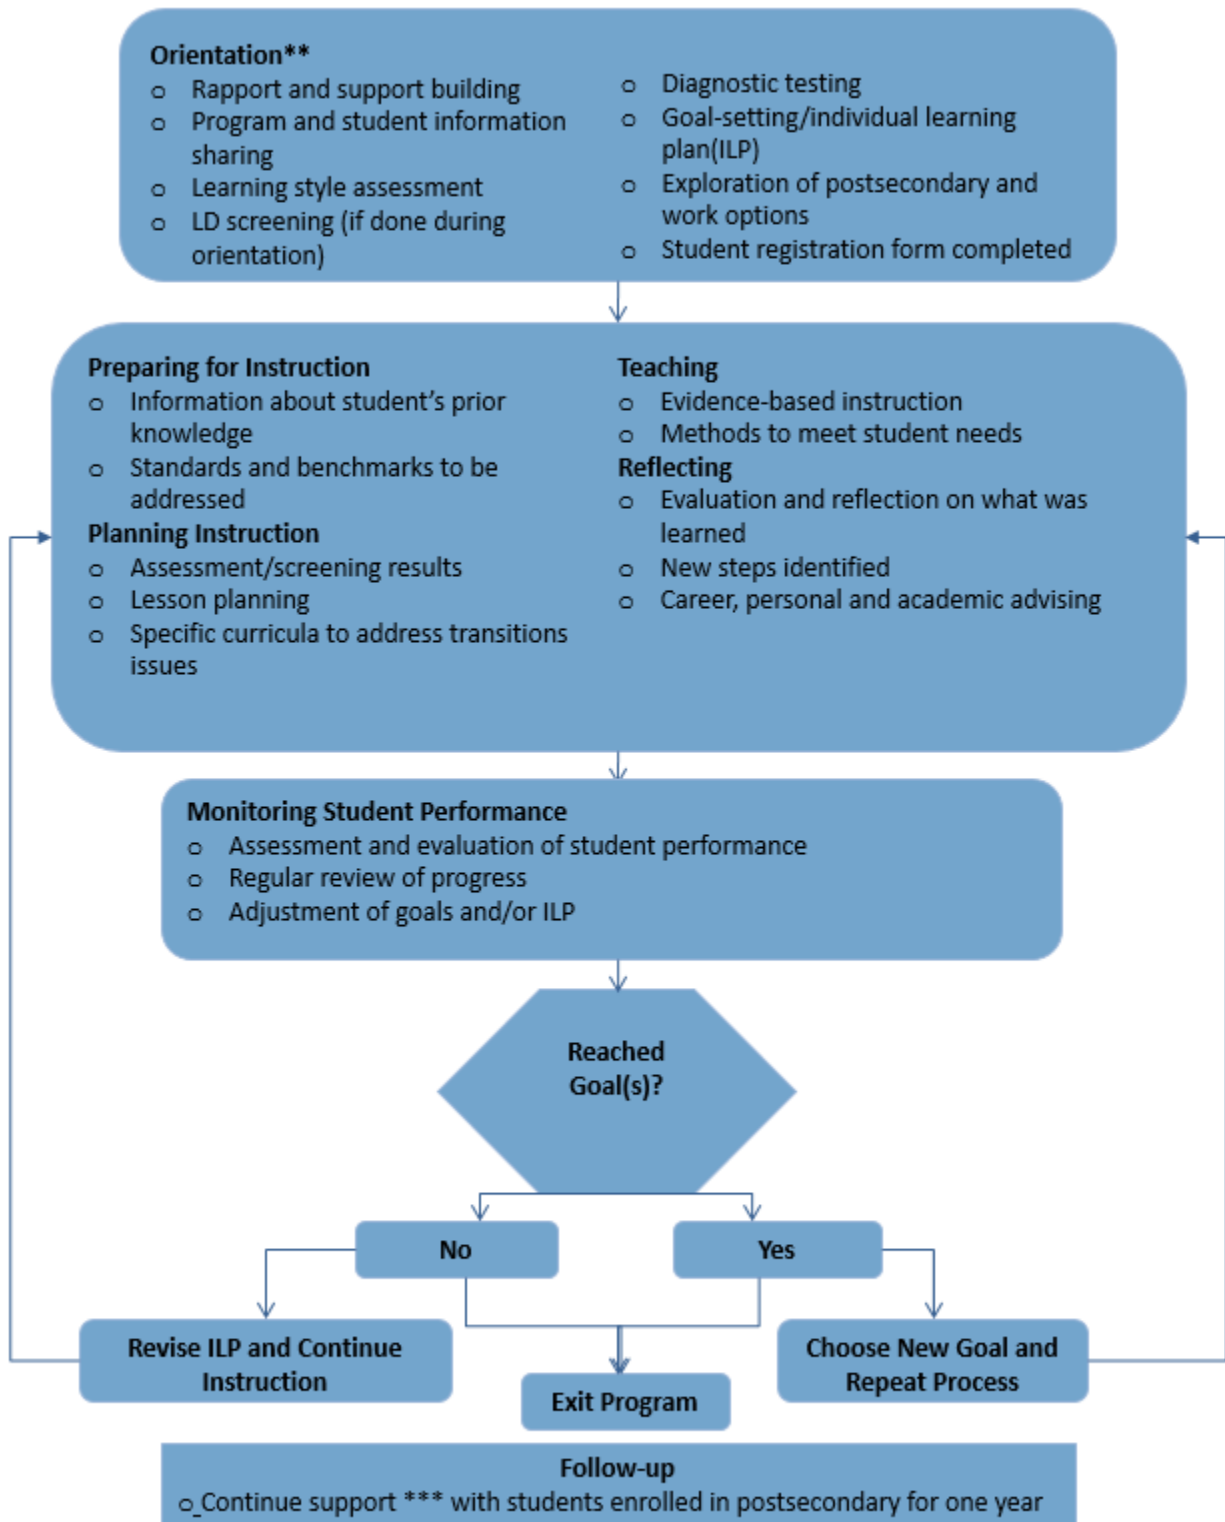 Orientation**
o Rapport and support building
o Program and student information
sharing
o Learning style assessment
o LD screening (if done during
orientation)
o Diagnostic testing
o Goal-setting/individual learning
plan(ILP)
o Exploration of postsecondary and
work options
o Student registration form completed
Preparing for Instruction
o Information about student’s prior
knowledge
o Standards and benchmarks to be
addressed
Planning Instruction
o Assessment/screening results
o Lesson planning
o Specific curricula to address transitions
issues
Teaching
o Evidence-based instruction
o Methods to meet student needs
Reflecting
o Evaluation and reflection on what was
learned
o New steps identified
o Career, personal and academic advising
Monitoring Student Performance
o Assessment and evaluation of student performance
o Regular review of progress
o Adjustment of goals and/or ILP
Reached
Goal(s)?
No
Yes
Revise ILP and Continue
Instruction
Exit Program
Choose New Goal and
Repeat Process
Follow-up
o Continue support *** with students enrolled in postsecondary for one year